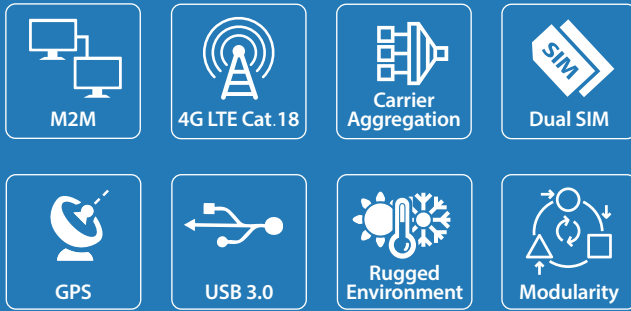 M2M
4G LTE Cat.18
Carrier
Aggregation
SIM
Dual SIM
GPS
USB 3.0
Rugged
Environment
Modularity